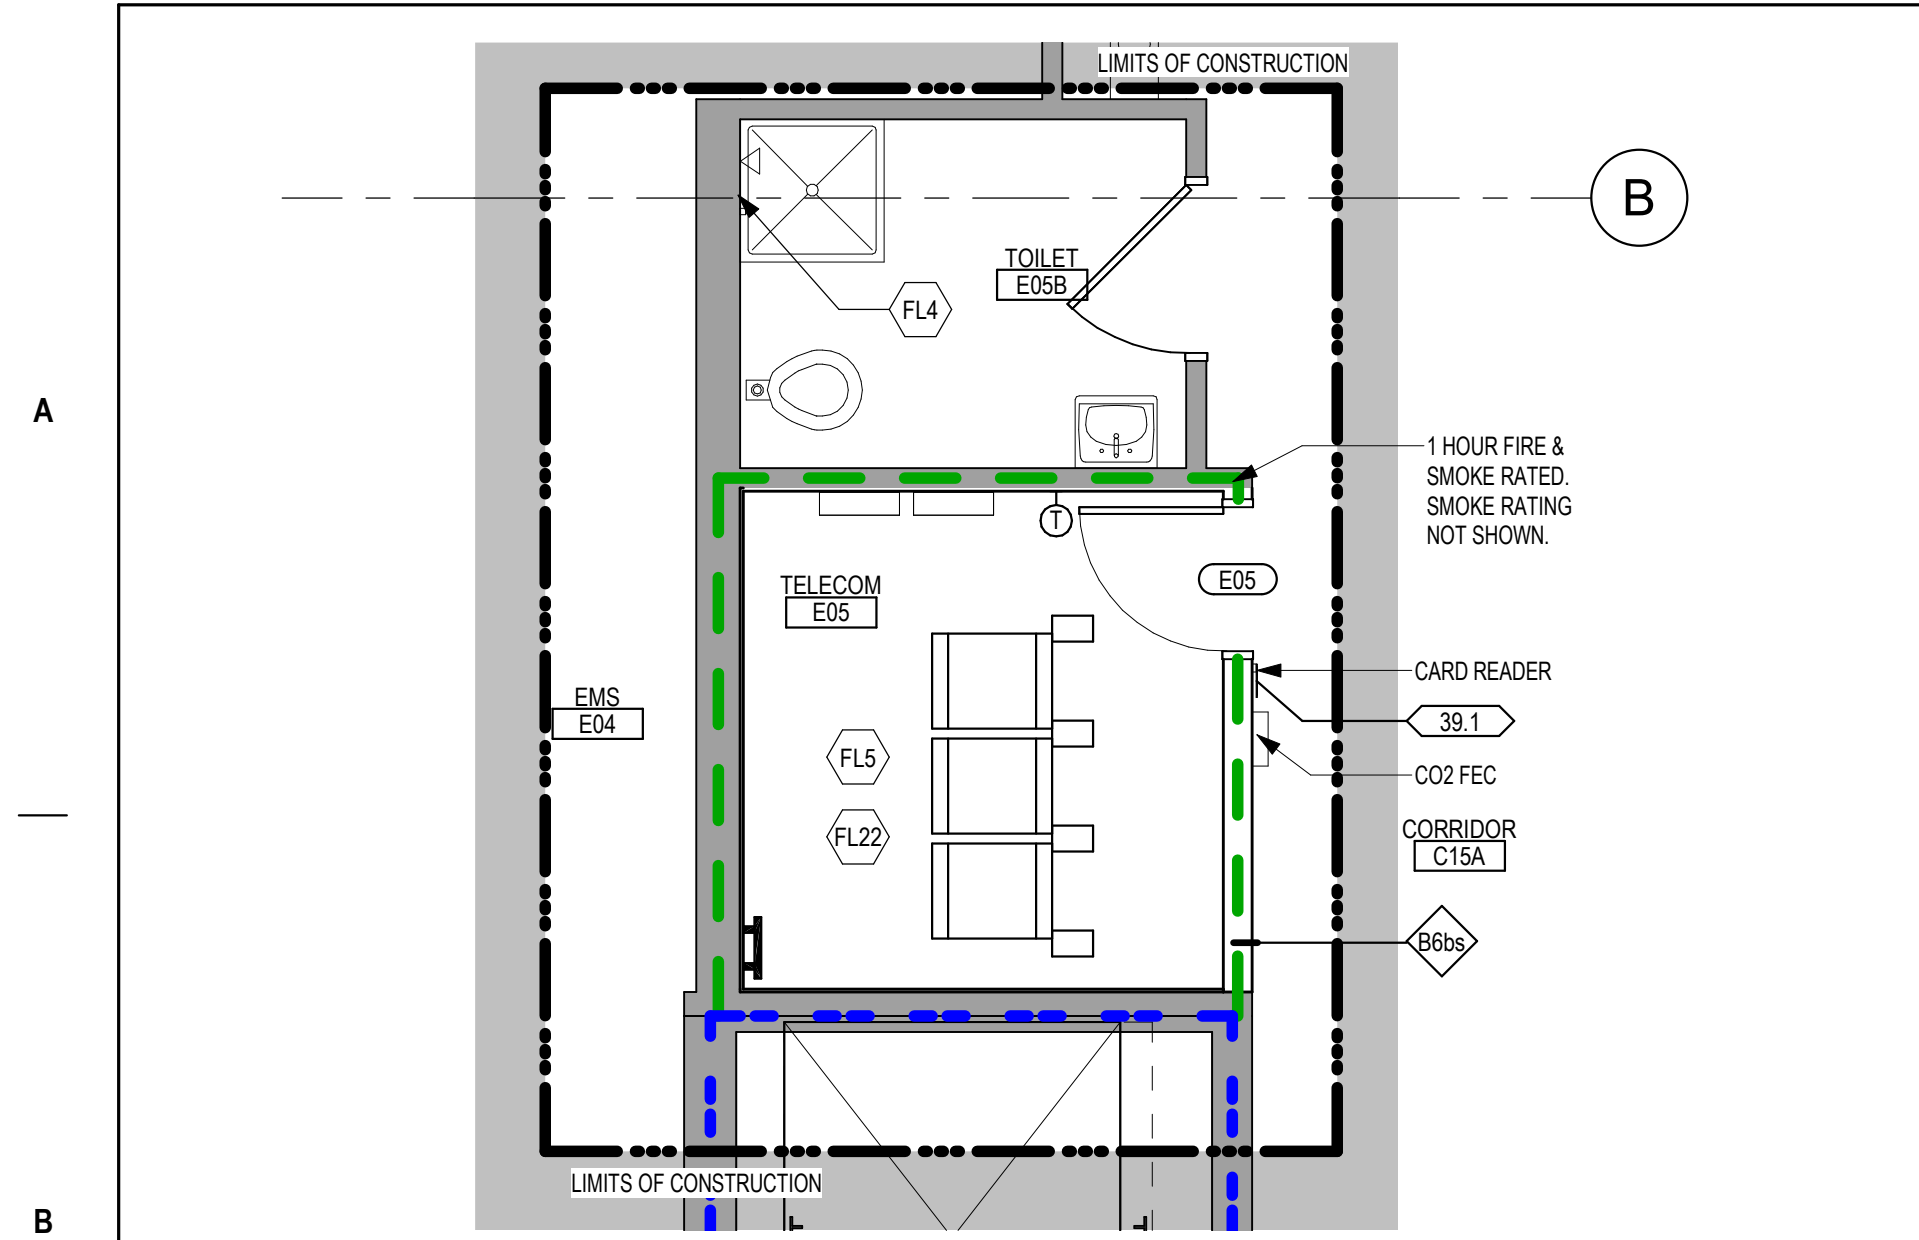 LIMITS OF CONSTRUCTION
B
TOILET
E05B
FL4
A
1 HOUR FIRE &
SMOKE RATED.
SMOKE RATING
NOT SHOWN.
T
E05
TELECOM
E05
CARD READER
EMS
E04
39.1
FL5
CO2 FEC
FL22
CORRIDOR
C15A
B6bs
LIMITS OF CONSTRUCTION
B